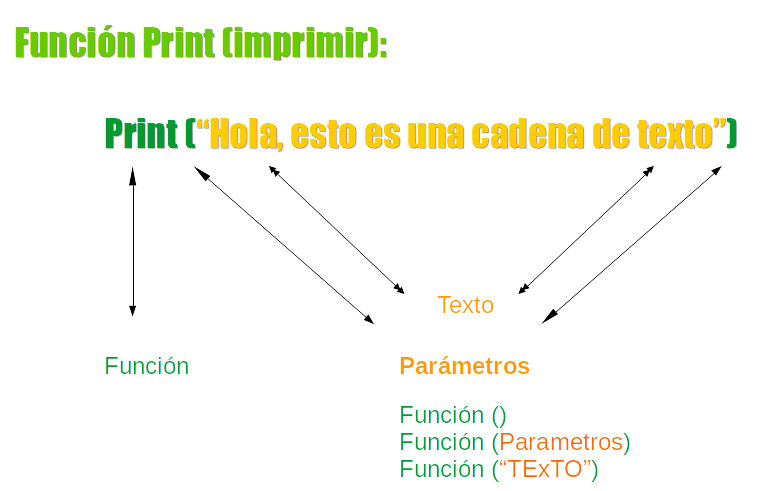 Función Print (imprimir):
Print (“Hola, esto es una cadena de texto”)
Texto
Función Parámetros
Función ()
Función (Parametros)
Función (“TExTO”)